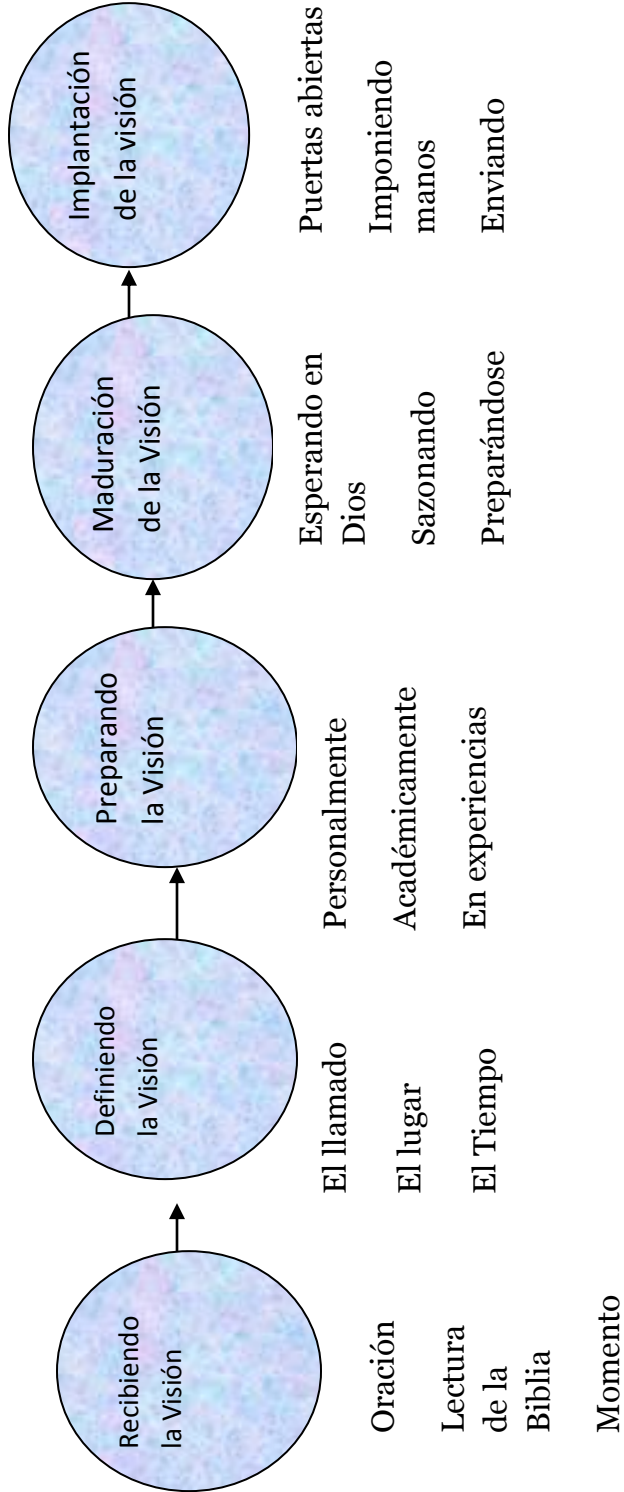 Recibiendo
la Visión
Oración
Lectura
de la
Biblia
Momento
Definiendo
la Visión
El llamado
El lugar
El Tiempo
Preparando
la Visión
Personalmente
Académicamente
En experiencias
Maduración
de la Visión
Esperando en
Dios
Sazonando
Preparándose
Implantación
de la visión
Puertas abiertas
Imponiendo
manos
Enviando